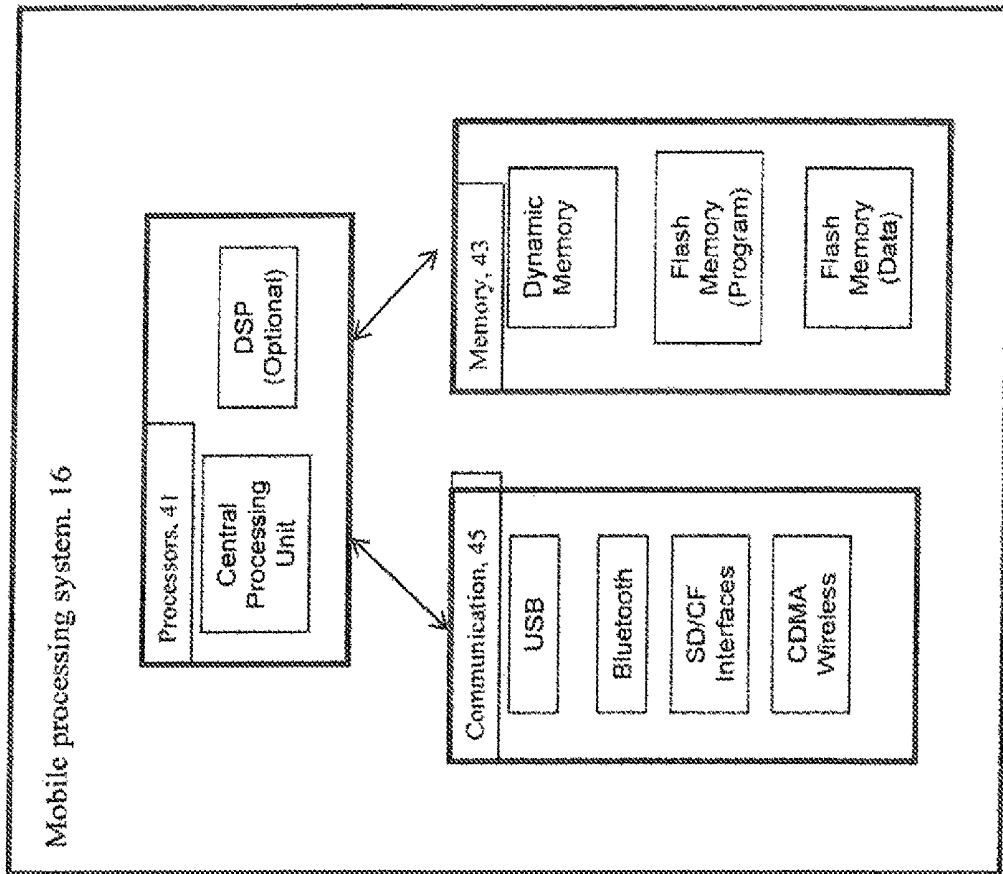 Mobile processing system. 16
Processors. 41
Central
Processing
Unit
DSP
(Optional)
Communication, 45
USB
Bluetooth
SD/CF
Interfaces
CDMA
Wireless
Memory, 43
Dynamic
Memory
Flash
Memory
(Program)
Flash
Memory
(Data)